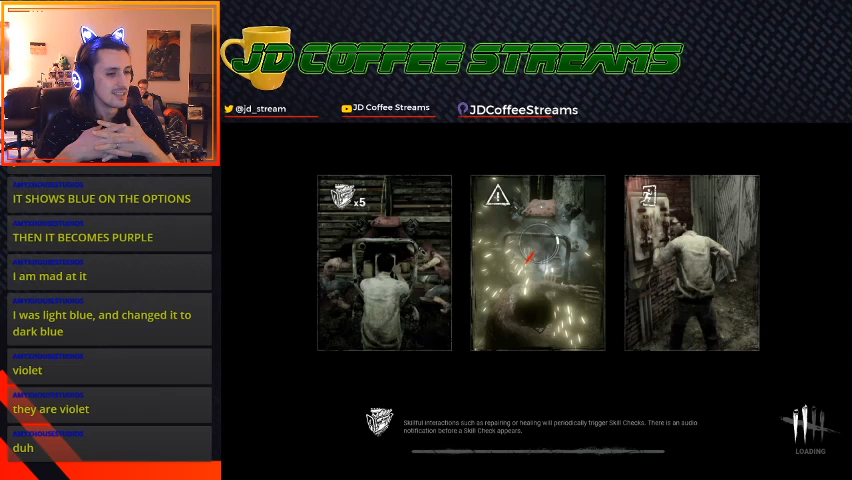 JD COFFEE STREAMS
@jd_stream
JD Coffee Streams
JDCoffeeStreams
IT SHOWS BLUE ON THE OPTIONS
THEN IT BECOMES PURPLE
I am mad at it
I was light blue, and changed it to
dark blue
violet
they are violet
duh
x5
Skillful interactions such as repairing or healing will periodically trigger Skill Checks. There is an audio
notification before a Skill Check appears.
LOADING